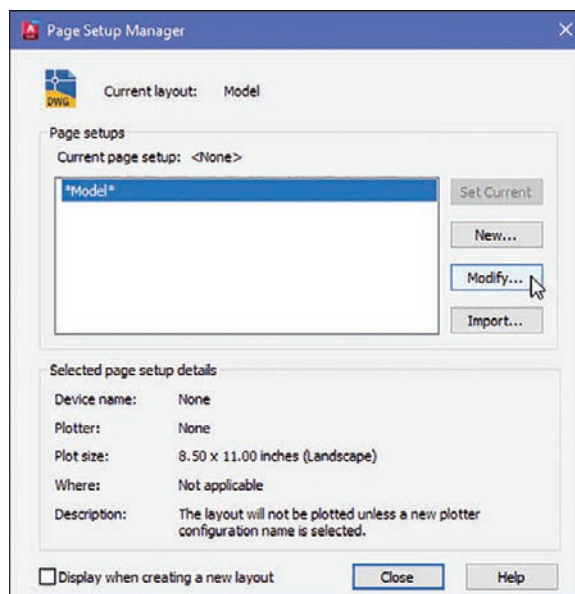 Page Setup Manager
DWG
Current layout: Model
Page setups
Current page setup: <None>
*Model*
Set Current
New...
Modify...
Import...
Selected page setup details
Device name: None
Plotter: None
Plot size: 8.50 x 11.00 inches (Landscape)
Where: Not applicable
Description: The layout will not be plotted unless a new plotter
configuration name is selected.
Display when creating a new layout
Close
Help